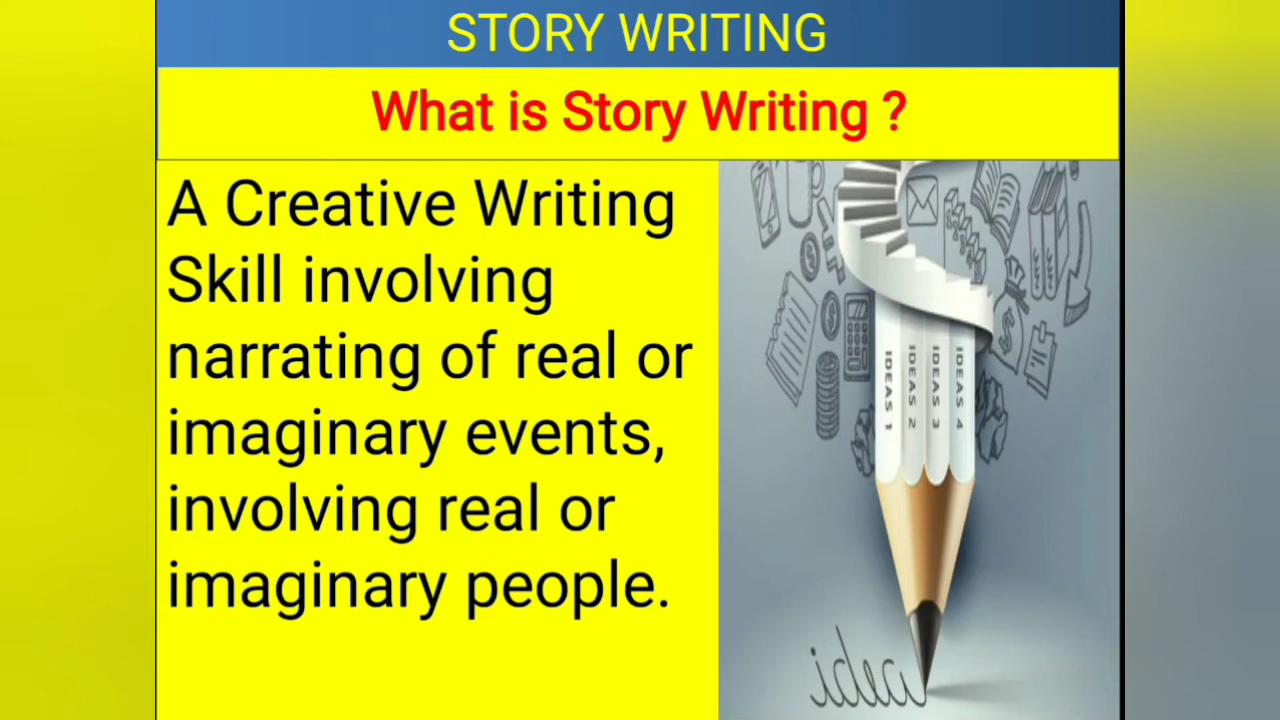 STORY WRITING
What is Story Writing ?
A Creative Writing
Skill involving
narrating of real or
imaginary events,
involving real or
imaginary people.
IDEAS 1
IDEAS 2
IDEAS 3
IDEAS 4
idea